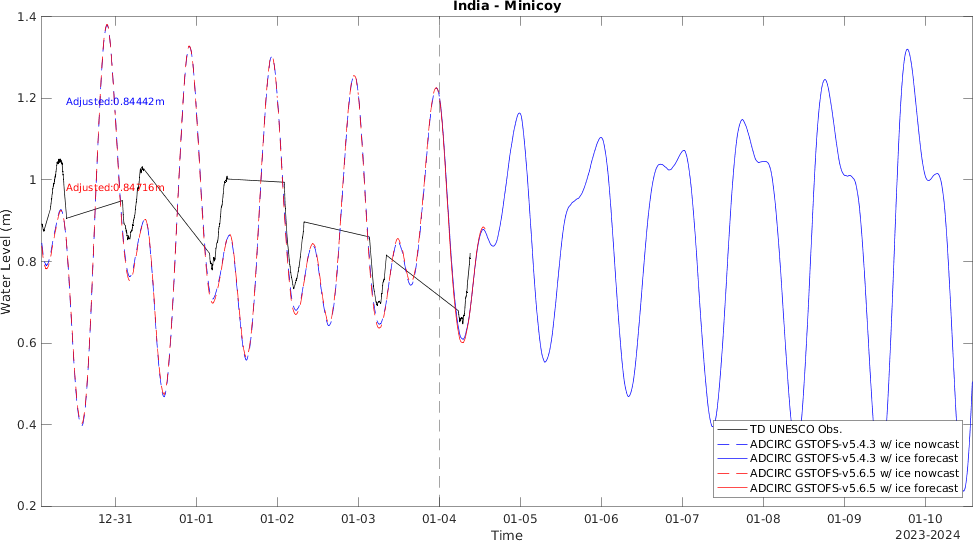 India - Minicoy
1.4
1.2
1
0.8
0.6
0.4
0.2
Water Level (m)
Adjusted:0.84442m
Adjusted:0.84716m
TD UNESCO Obs.
ADCIRC GSTOFS-v5.4.3 w/ ice nowcast
ADCIRC GSTOFS-v5.4.3 w/ ice forecast
ADCIRC GSTOFS-v5.6.5 w/ ice nowcast
ADCIRC GSTOFS-v5.6.5 w/ ice forecast
12-31 01-01 01-02 01-03 01-04 01-05 01-06 01-07 01-08 01-09 01-10
Time
2023-2024